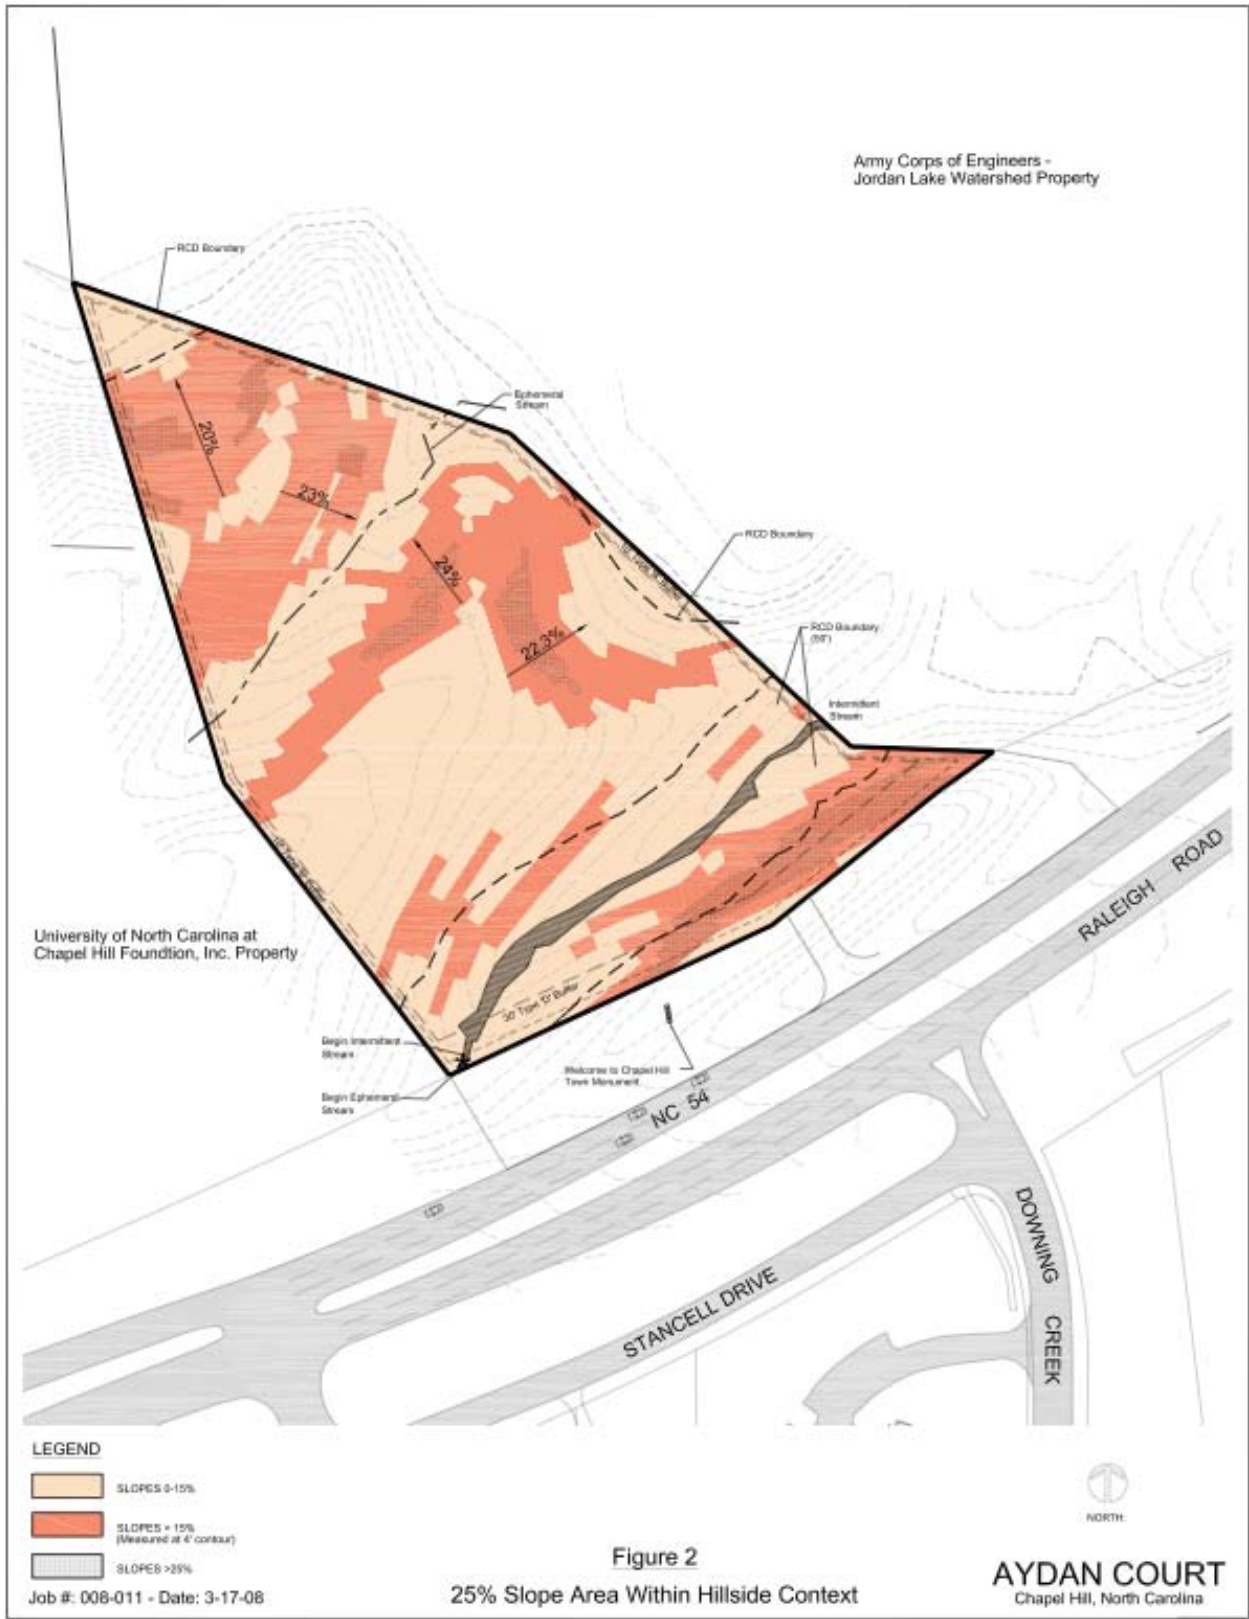 Army Corps of Engineers -
Jordan Lake Watershed Property
RCD Boundary
Ephemeral
Stream
20%
23%
24%
RCD Boundary
22.3%
RCD Boundary
(50')
Intermittent
Stream
University of North Carolina at
Chapel Hill Foundtion, Inc. Property
30' Type 'D' Buffer
Begin Intermittent
Stream
Begin Ephemeral
Stream
Welcome to Chapel Hill
Town Monument
NC 54
RALEIGH ROAD
STANCELL DRIVE
DOWNING CREEK
LEGEND
SLOPES 0-15%
SLOPES > 15%
(Measured at 4' contour)
SLOPES >25%
NORTH:
Figure 2
25% Slope Area Within Hillside Context
Job #: 008-011 - Date: 3-17-08
AYDAN COURT
Chapel Hill, North Carolina